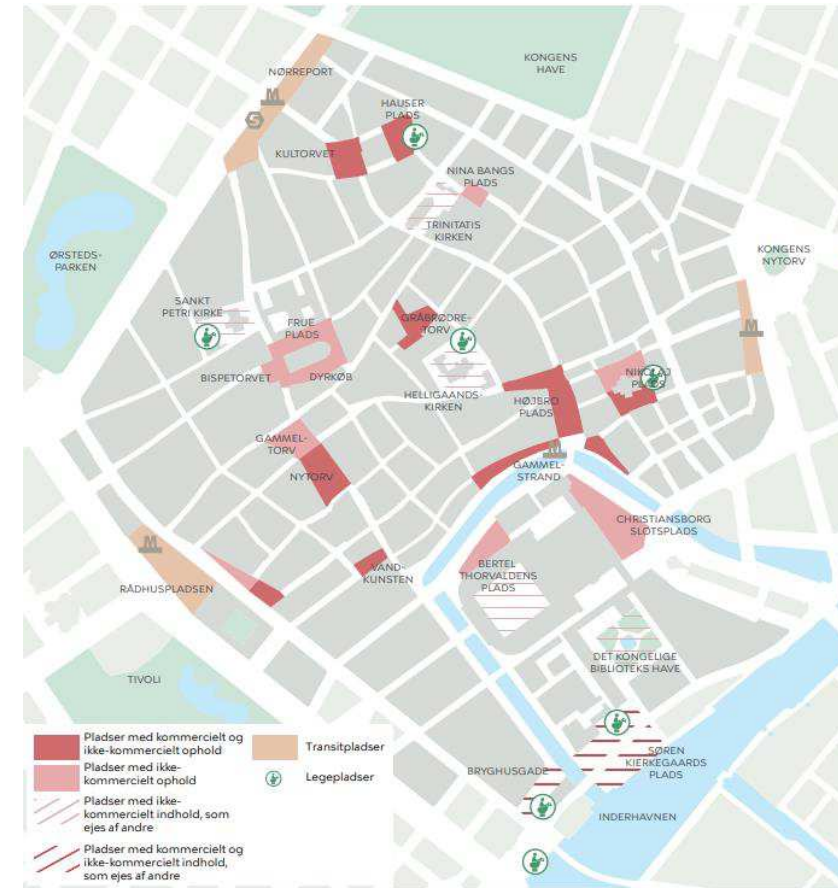 NØRREPORT
KONGENS
HAVE
M
S
HAUSER
PLADS
KULTORVET
NINA BANGS
PLADS
TRINITATIS
KIRKEN
ØRSTEDS-
PARKEN
KONGENS
NYTORV
SANKT
PETRI KIRKE
FRUE
PLADS
GRÅBRØDRE-
TORV
M
BISPETORVET
DYRKØB
NIKOLAJ
PLADS
HELLIGAANDS-
KIRKEN
HØJBRO
PLADS
GAMMEL-
TORV
NYTORV
M
GAMMEL-
STRAND
CHRISTIANSBORG
SLOTSPLADS
M
VAND-
KUNSTEN
BERTEL
THORVALDENS
PLADS
RÅDHUSPLADSEN
DET KONGELIGE
BIBLIOTEKS HAVE
TIVOLI
SØREN
KIERKEGAARDS
PLADS
BRYGHUSGADE
INDERHAVNEN
Pladser med kommercielt og
ikke-kommercielt ophold
Pladser med ikke-
kommercielt ophold
Pladser med ikke-
kommercielt indhold, som
ejes af andre
Pladser med kommercielt og
ikke-kommercielt indhold,
som ejes af andre
Transitpladser
Legepladser